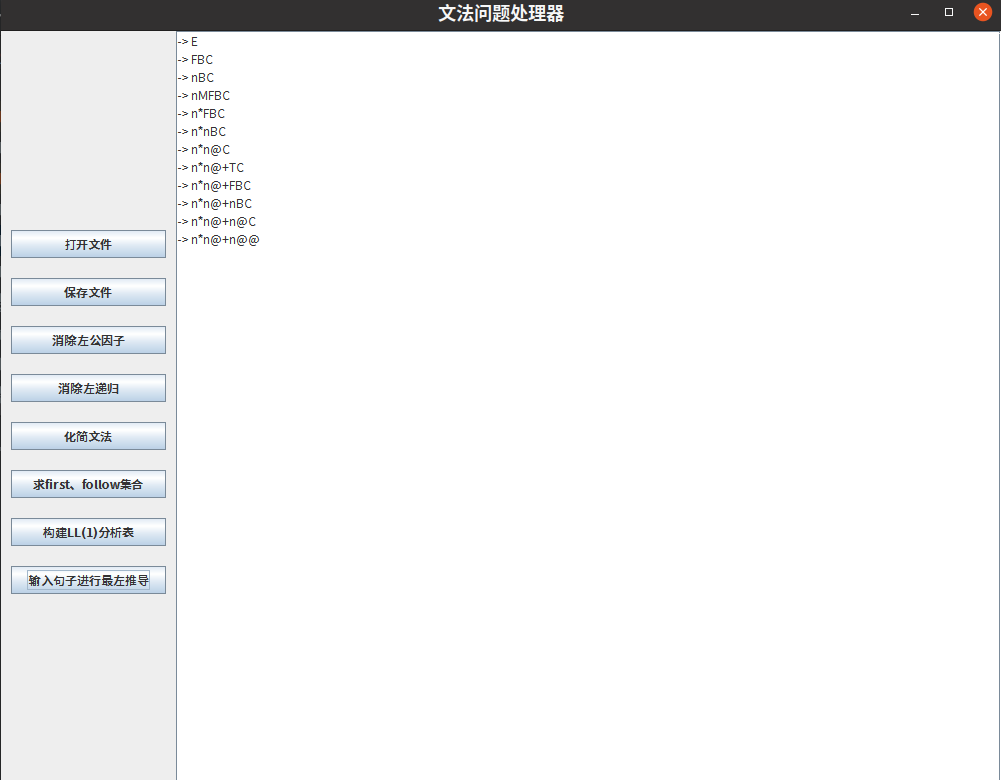 文法问题处理器
-> E
-> FBC
-> nBC
-> nMFBC
-> n*FBC
-> n*nBC
-> n*n@C
-> n*n@+TC
-> n*n@+FBC
-> n*n@+nBC
-> n*n@+n@C
-> n*n@+n@@
打开文件
保存文件
消除左公因子
消除左递归
化简文法
求first、follow集合
构建LL(1)分析表
输入句子进行最左推导